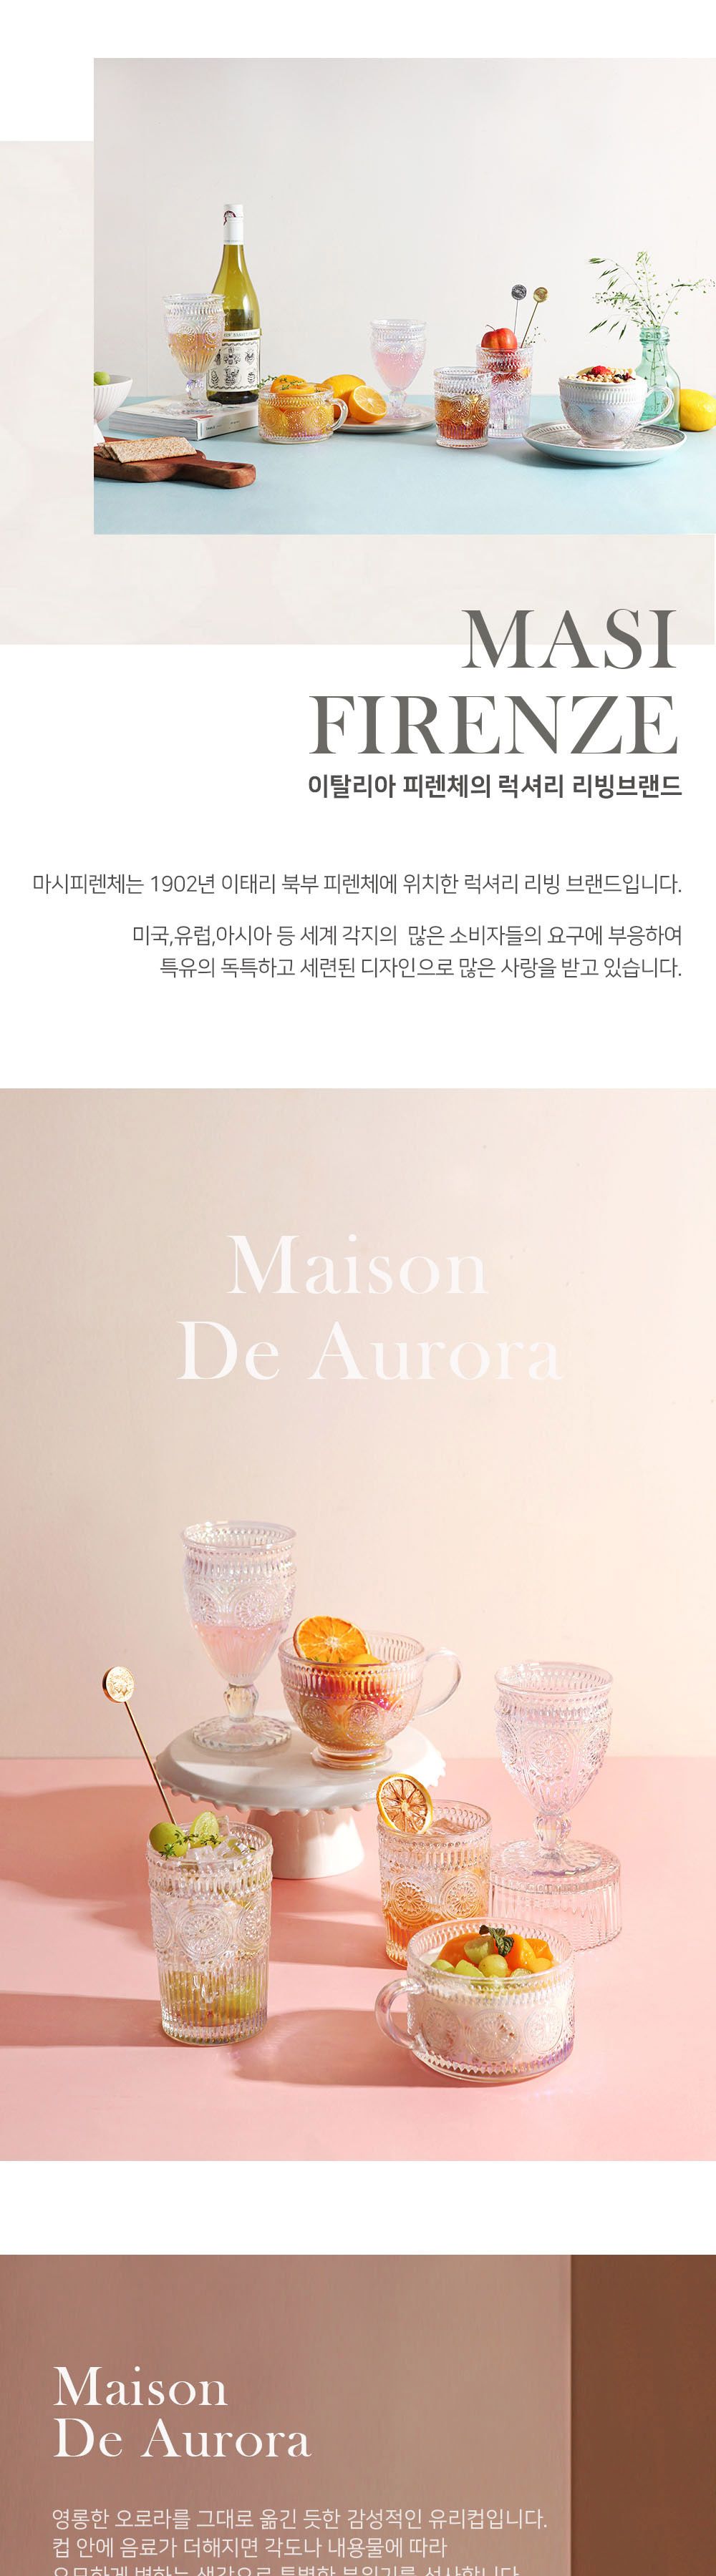 MASI
FIRENZE
이탈리아 피렌체의 럭셔리 리빙브랜드
마시피렌체는 1902년 이태리 북부 피렌체에 위치한 럭셔리 리빙 브랜드입니다.
미국,유럽,아시아 등 세계 각지의 많은 소비자들의 요구에 부응하여
특유의 독특하고 세련된 디자인으로 많은 사랑을 받고 있습니다.
Maison
De Aurora
Maison
De Aurora
영롱한 오로라를 그대로 옮긴 듯한 감성적인 유리컵입니다.
컵 안에 음료가 더해지면 각도나 내용물에 따라